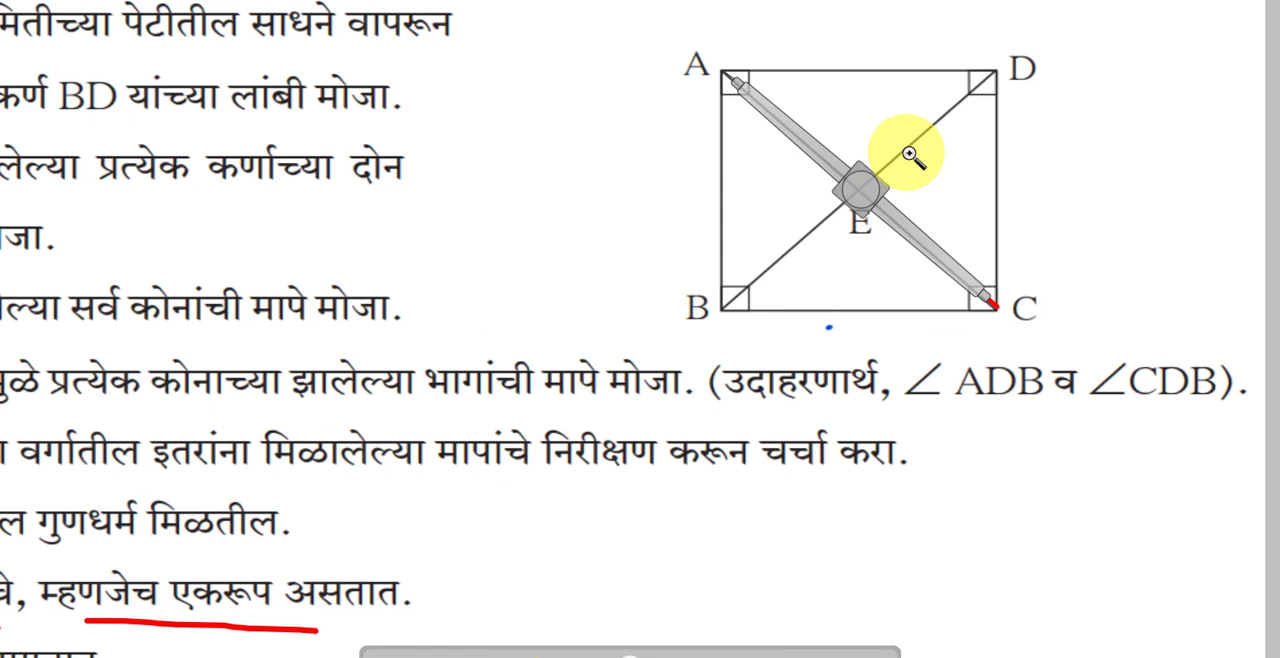 मितीच्या पेटीतील साधने वापरून
कर्ण BD यांच्या लांबी मोजा.
लेल्या प्रत्येक कर्णाच्या दोन
जा.
ल्या सर्व कोनांची मापे मोजा.
मुळे प्रत्येक कोनाच्या झालेल्या भागांची मापे मोजा. (उदाहरणार्थ, ∠ ADB व ∠CDB).
वर्गातील इतरांना मिळालेल्या मापांचे निरीक्षण करून चर्चा करा.
ल गुणधर्म मिळतील.
चे, म्हणजेच एकरूप असतात.
A
D
E
B
C